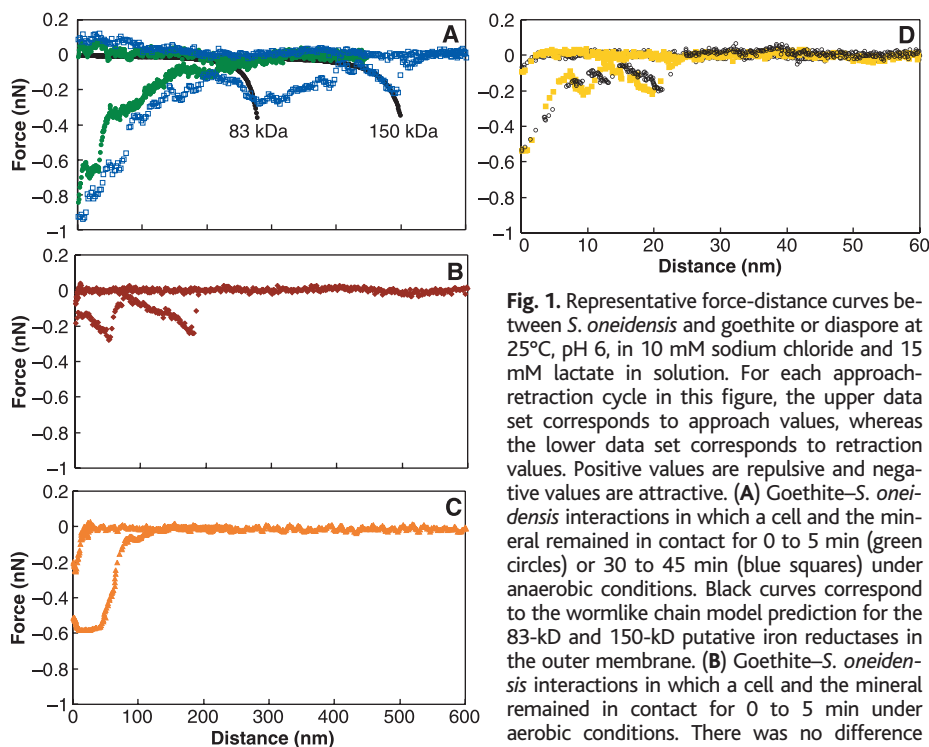 A
0.2
0
–0.2
–0.4
–0.6
–0.8
–1
Force (nN)
83 kDa
150 kDa
B
0.2
0
–0.2
–0.4
–0.6
–0.8
–1
Force (nN)
C
0.2
0
–0.2
–0.4
–0.6
–0.8
–1
Force (nN)
0 100 200 300 400 500 600
Distance (nm)
D
0.2
0
–0.2
–0.4
–0.6
–0.8
–1
Force (nN)
0 10 20 30 40 50 60
Distance (nm)
Fig. 1. Representative force-distance curves be-
tween S. oneidensis and goethite or diaspore at
25°C, pH 6, in 10 mM sodium chloride and 15
mM lactate in solution. For each approach-
retraction cycle in this figure, the upper data
set corresponds to approach values, whereas
the lower data set corresponds to retraction
values. Positive values are repulsive and nega-
tive values are attractive. (A) Goethite–S. onei-
densis interactions in which a cell and the min-
eral remained in contact for 0 to 5 min (green
circles) or 30 to 45 min (blue squares) under
anaerobic conditions. Black curves correspond
to the wormlike chain model prediction for the
83-kD and 150-kD putative iron reductases in
the outer membrane. (B) Goethite–S. oneiden-
sis interactions in which a cell and the mineral
remained in contact for 0 to 5 min under
aerobic conditions. There was no difference